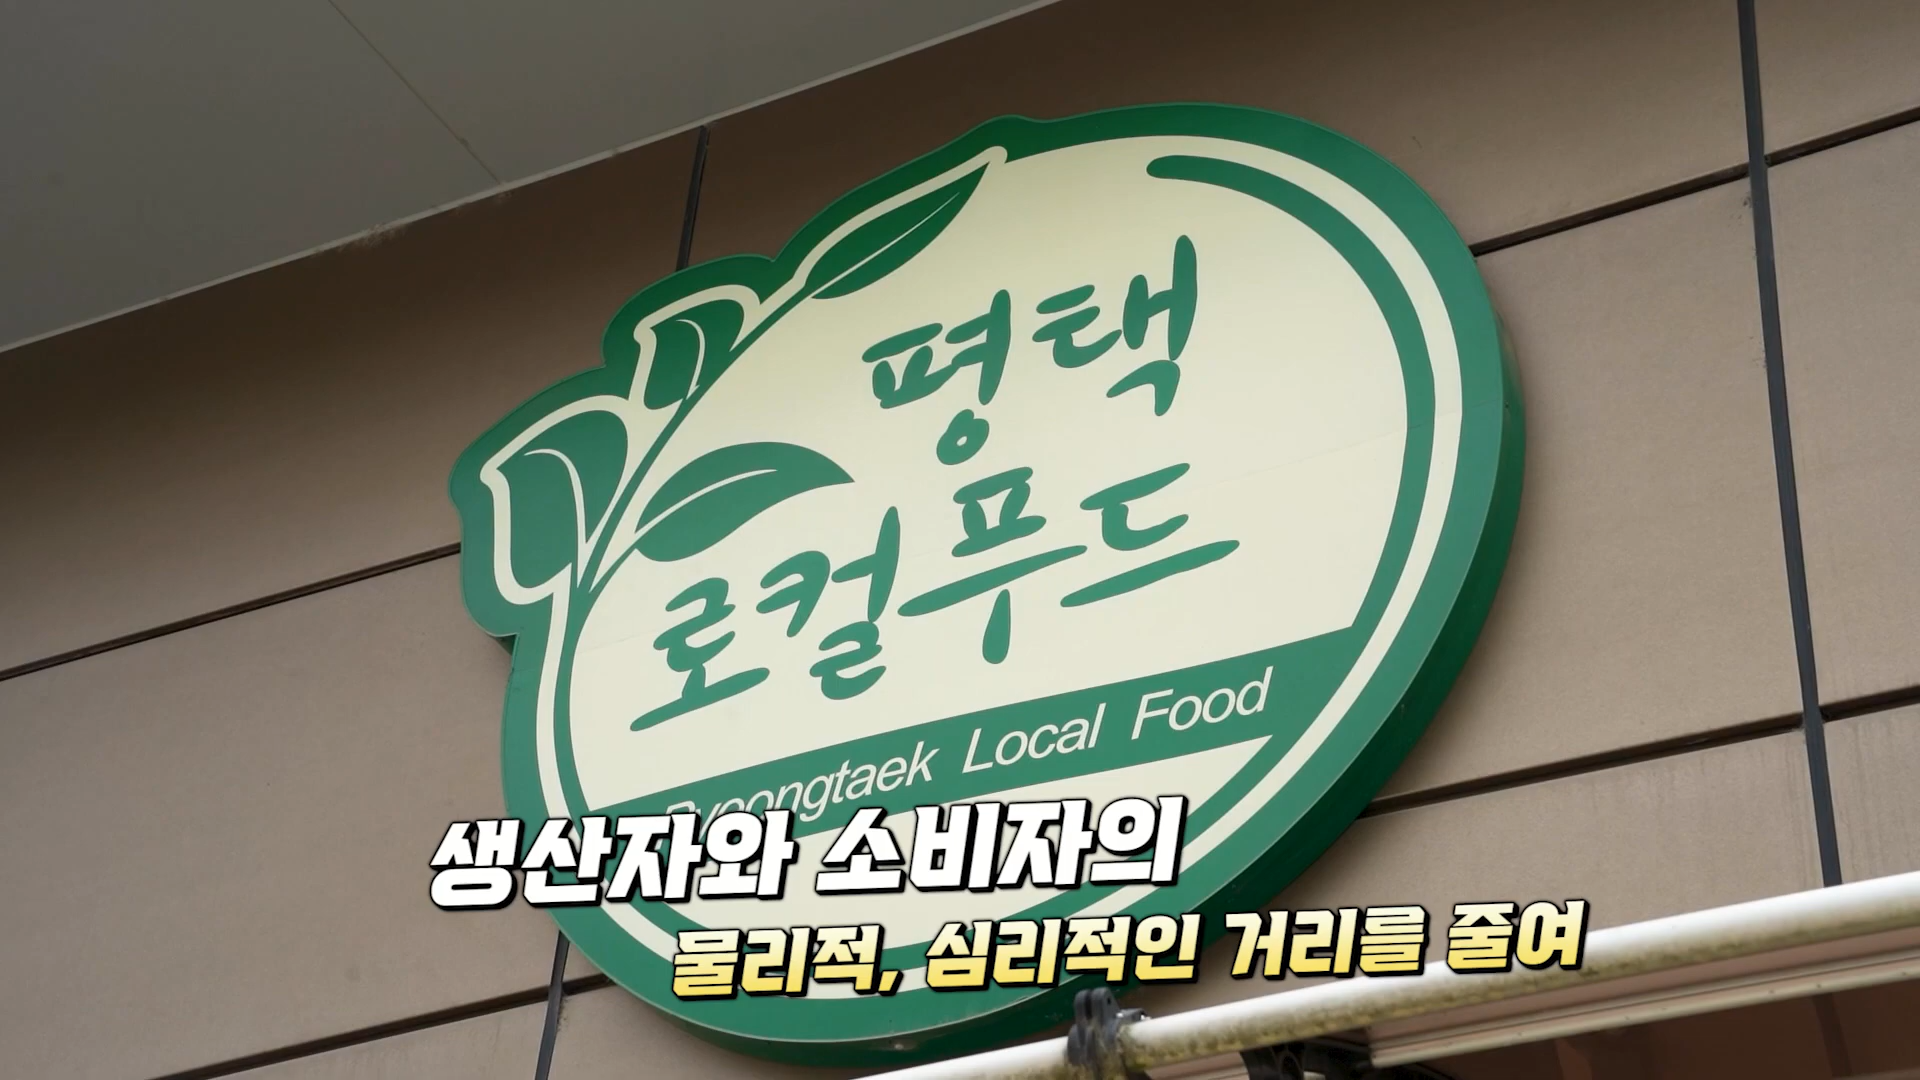 평택
로컬푸드
Pyeongtaek Local Food
생산자와 소비자의
물리적, 심리적인 거리를 줄여